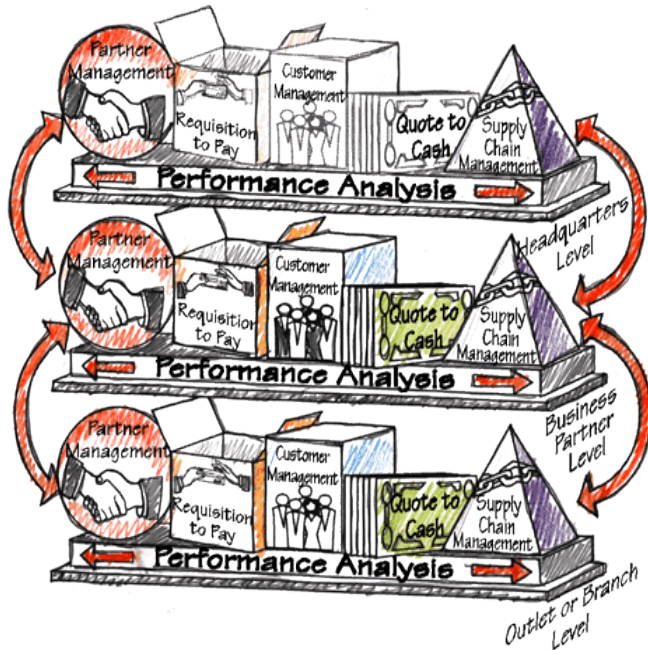 Partner
Management
Requisition
to Pay
Customer
Management
Quote to
Cash
Supply
Chain
Management
Performance Analysis
Headquarters
Level
Partner
Management
Requisition
to Pay
Customer
Management
Quote to
Cash
Supply
Chain
Management
Performance Analysis
Business
Partner
Level
Partner
Management
Requisition
to Pay
Customer
Management
Quote to
Cash
Supply
Chain
Management
Performance Analysis
Outlet or Branch
Level